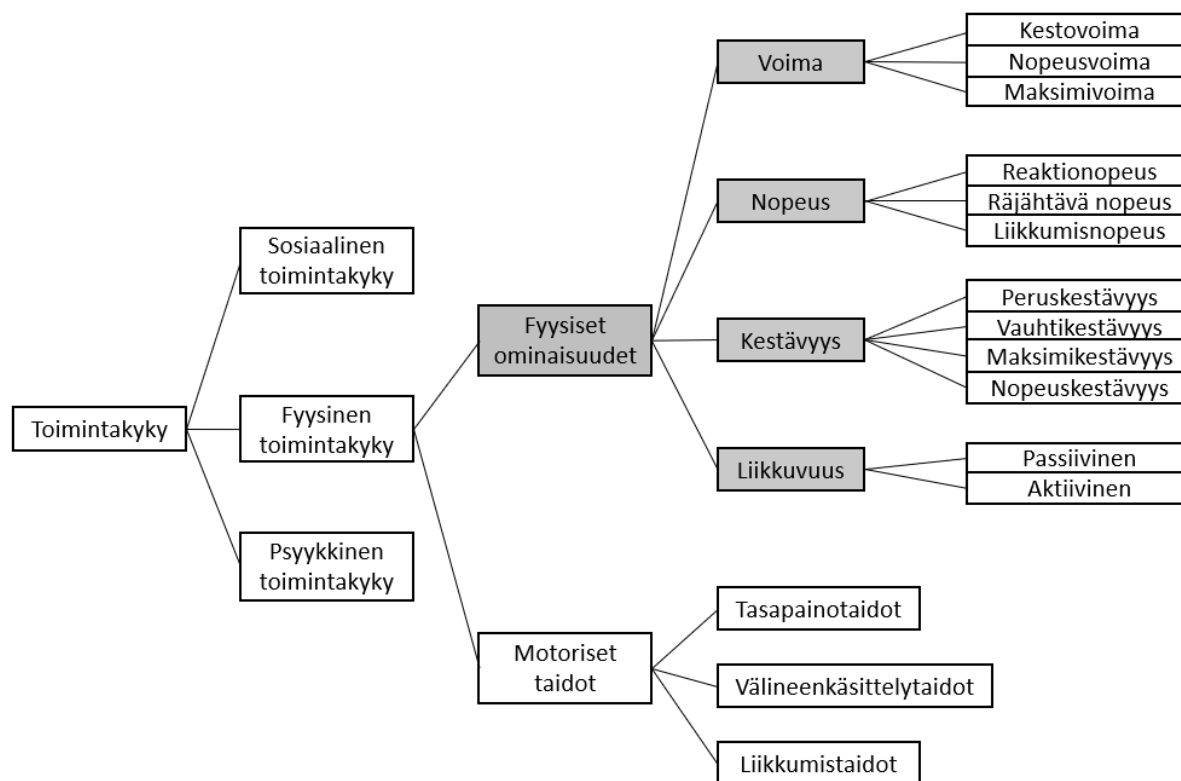 Toimintakyky
Sosiaalinen
toimintakyky
Fyysinen
toimintakyky
Psyykkinen
toimintakyky
Fyysiset
ominaisuudet
Motoriset
taidot
Voima
Nopeus
Kestävyys
Liikkuvuus
Tasapainotaidot
Välineenkäsittelytaidot
Liikkumistaidot
Kestovoima
Nopeusvoima
Maksimivoima
Reaktionopeus
Räjähtävä nopeus
Liikkumisnopeus
Peruskestävyys
Vauhtikestävyys
Maksimikestävyys
Nopeuskestävyys
Passiivinen
Aktiivinen